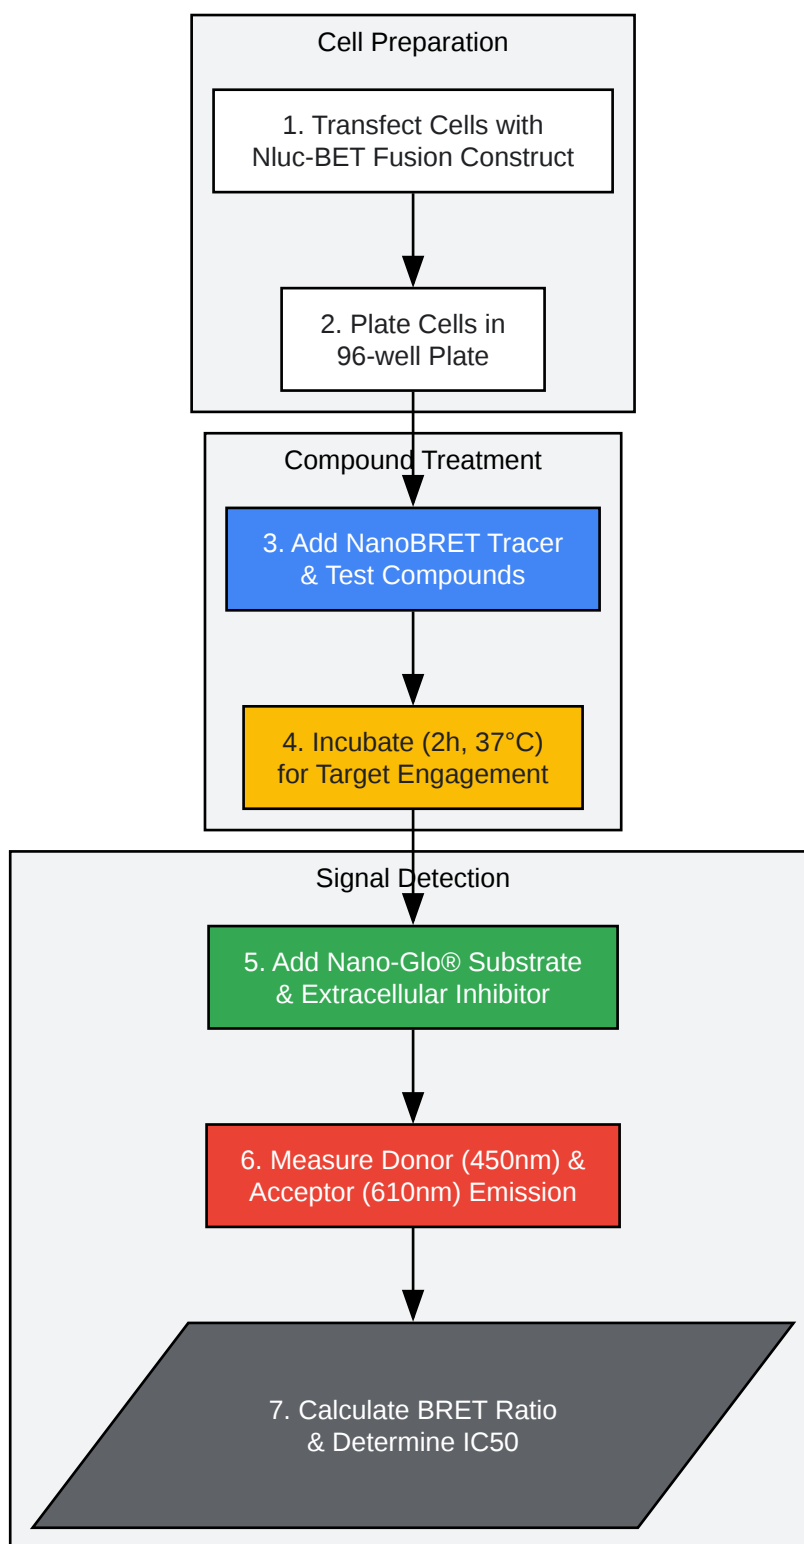 Cell Preparation
1. Transfect Cells with
Nluc-BET Fusion Construct
2. Plate Cells in
96-well Plate
Compound Treatment
3. Add NanoBRET Tracer
& Test Compounds
4. Incubate (2h, 37°C)
for Target Engagement
Signal Detection
5. Add Nano-Glo® Substrate
& Extracellular Inhibitor
6. Measure Donor (450nm) &
Acceptor (610nm) Emission
7. Calculate BRET Ratio
& Determine IC50